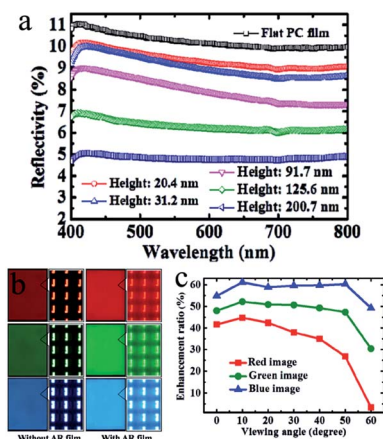 a
Reflectivity (%)
11
10
9
8
7
6
5
4
3
2
Flat PC film
Height: 20.4 nm
Height: 31.2 nm
Height: 91.7 nm
Height: 125.6 nm
Height: 200.7 nm
400 500 600 700 800
Wavelength (nm)
b
Without AR film With AR film
c
Enhancement ratio (%)
60
50
40
30
20
10
0
Red image
Green image
Blue image
0 10 20 30 40 50 60
Viewing angle (degree)